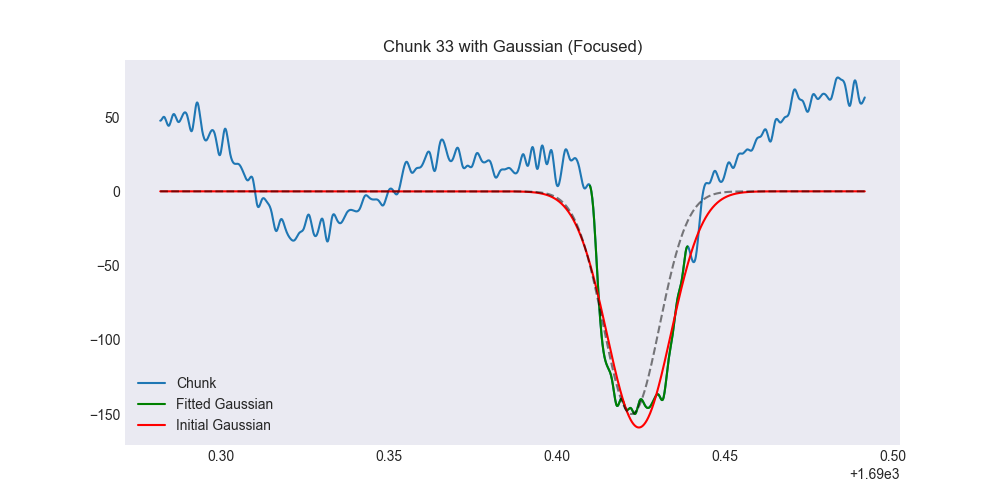 Chunk 33 with Gaussian (Focused)
50
0
−50
−100
−150
Chunk
Fitted Gaussian
Initial Gaussian
0.30 0.35 0.40 0.45 0.50
+1.69e3